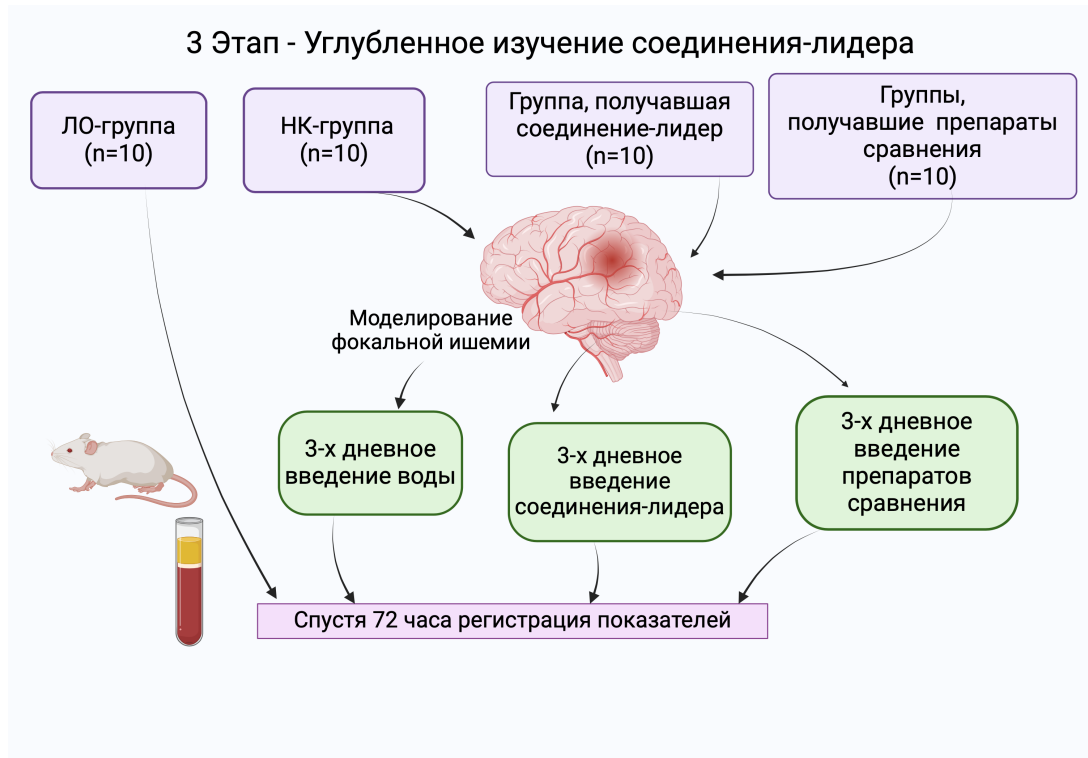 3 Этап - Углубленное изучение соединения-лидера
ЛО-группа
(n=10)
НК-группа
(n=10)
Группа, получавшая
соединение-лидер
(n=10)
Группы,
получавшие препараты
сравнения
(n=10)
Моделирование
фокальной ишемии
3-х дневное
введение воды
3-х дневное
введение
соединения-лидера
3-х дневное
введение
препаратов
сравнения
Спустя 72 часа регистрация показателей